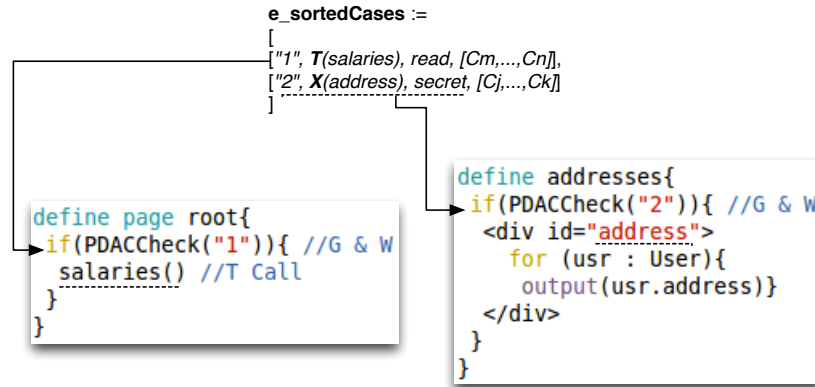 e_sortedCases :=
[
["1", T(salaries), read, [Cm,...,Cn]],
["2", X(address), secret, [Cj,...,Ck]]
]
define page root{
if(PDACCheck("1")){ //G & W
salaries() //T Call
}
}
define addresses{
if(PDACCheck("2")){ //G & W
<div id="address">
for (usr : User){
output(usr.address)}
</div>
}
}